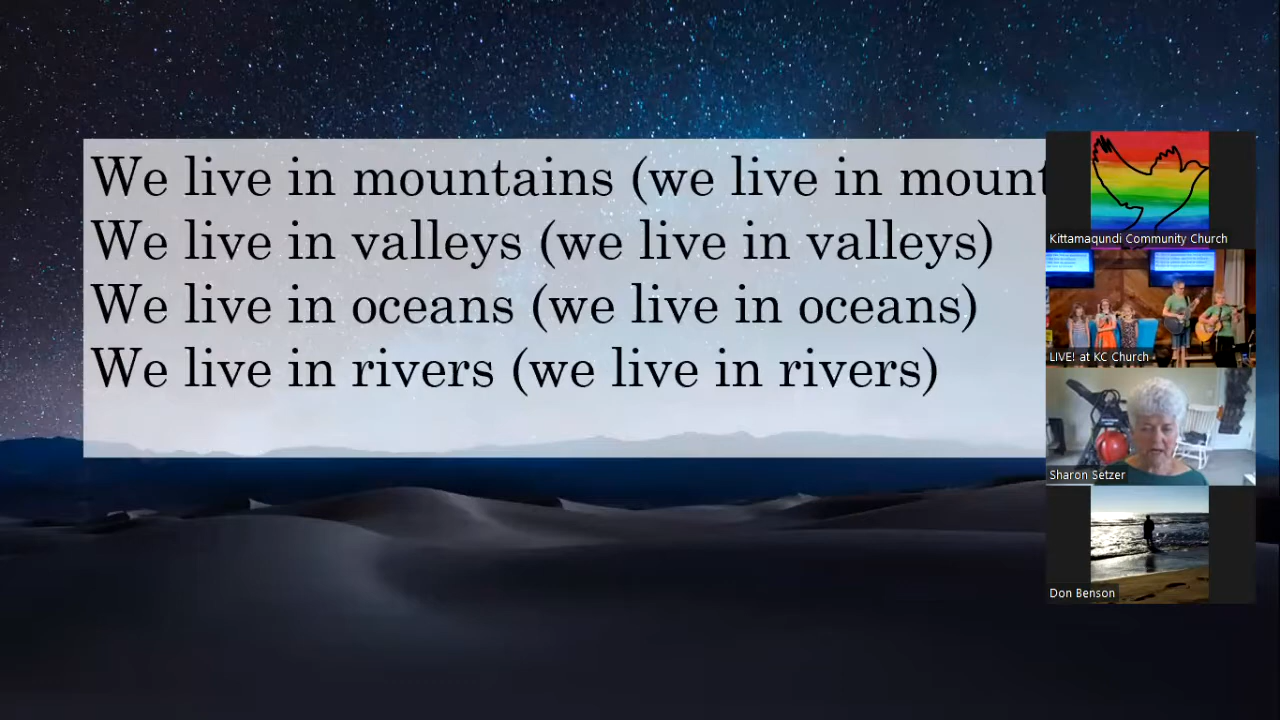 We live in mountains (we live in mount
We live in valleys (we live in valleys)
We live in oceans (we live in oceans)
We live in rivers (we live in rivers)
Kittamaqundi Community Church
LIVE! at KC Church
Sharon Setzer
Don Benson